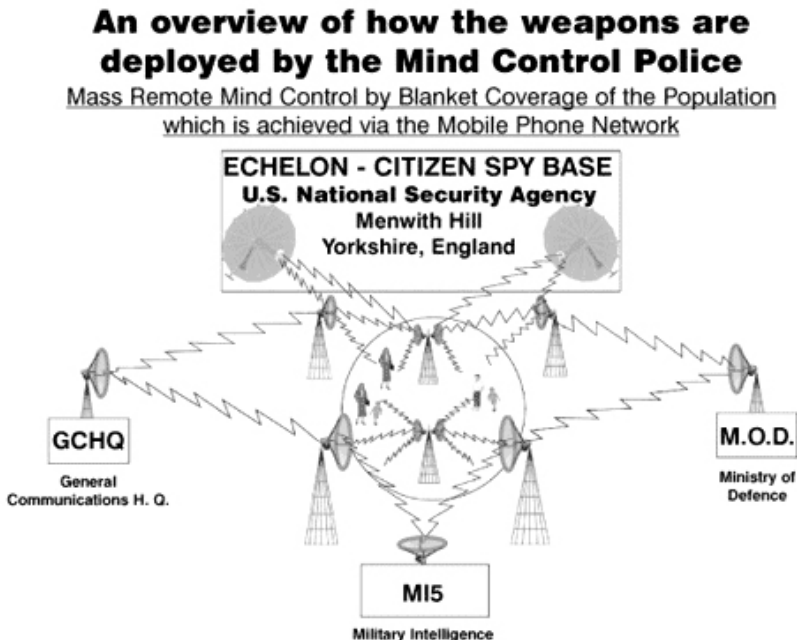 An overview of how the weapons are
deployed by the Mind Control Police
Mass Remote Mind Control by Blanket Coverage of the Population
which is achieved via the Mobile Phone Network
ECHELON - CITIZEN SPY BASE
U.S. National Security Agency
Menwith Hill
Yorkshire, England
GCHQ
General
Communications H. Q.
M.O.D.
Ministry of
Defence
MI5
Military Intelligence